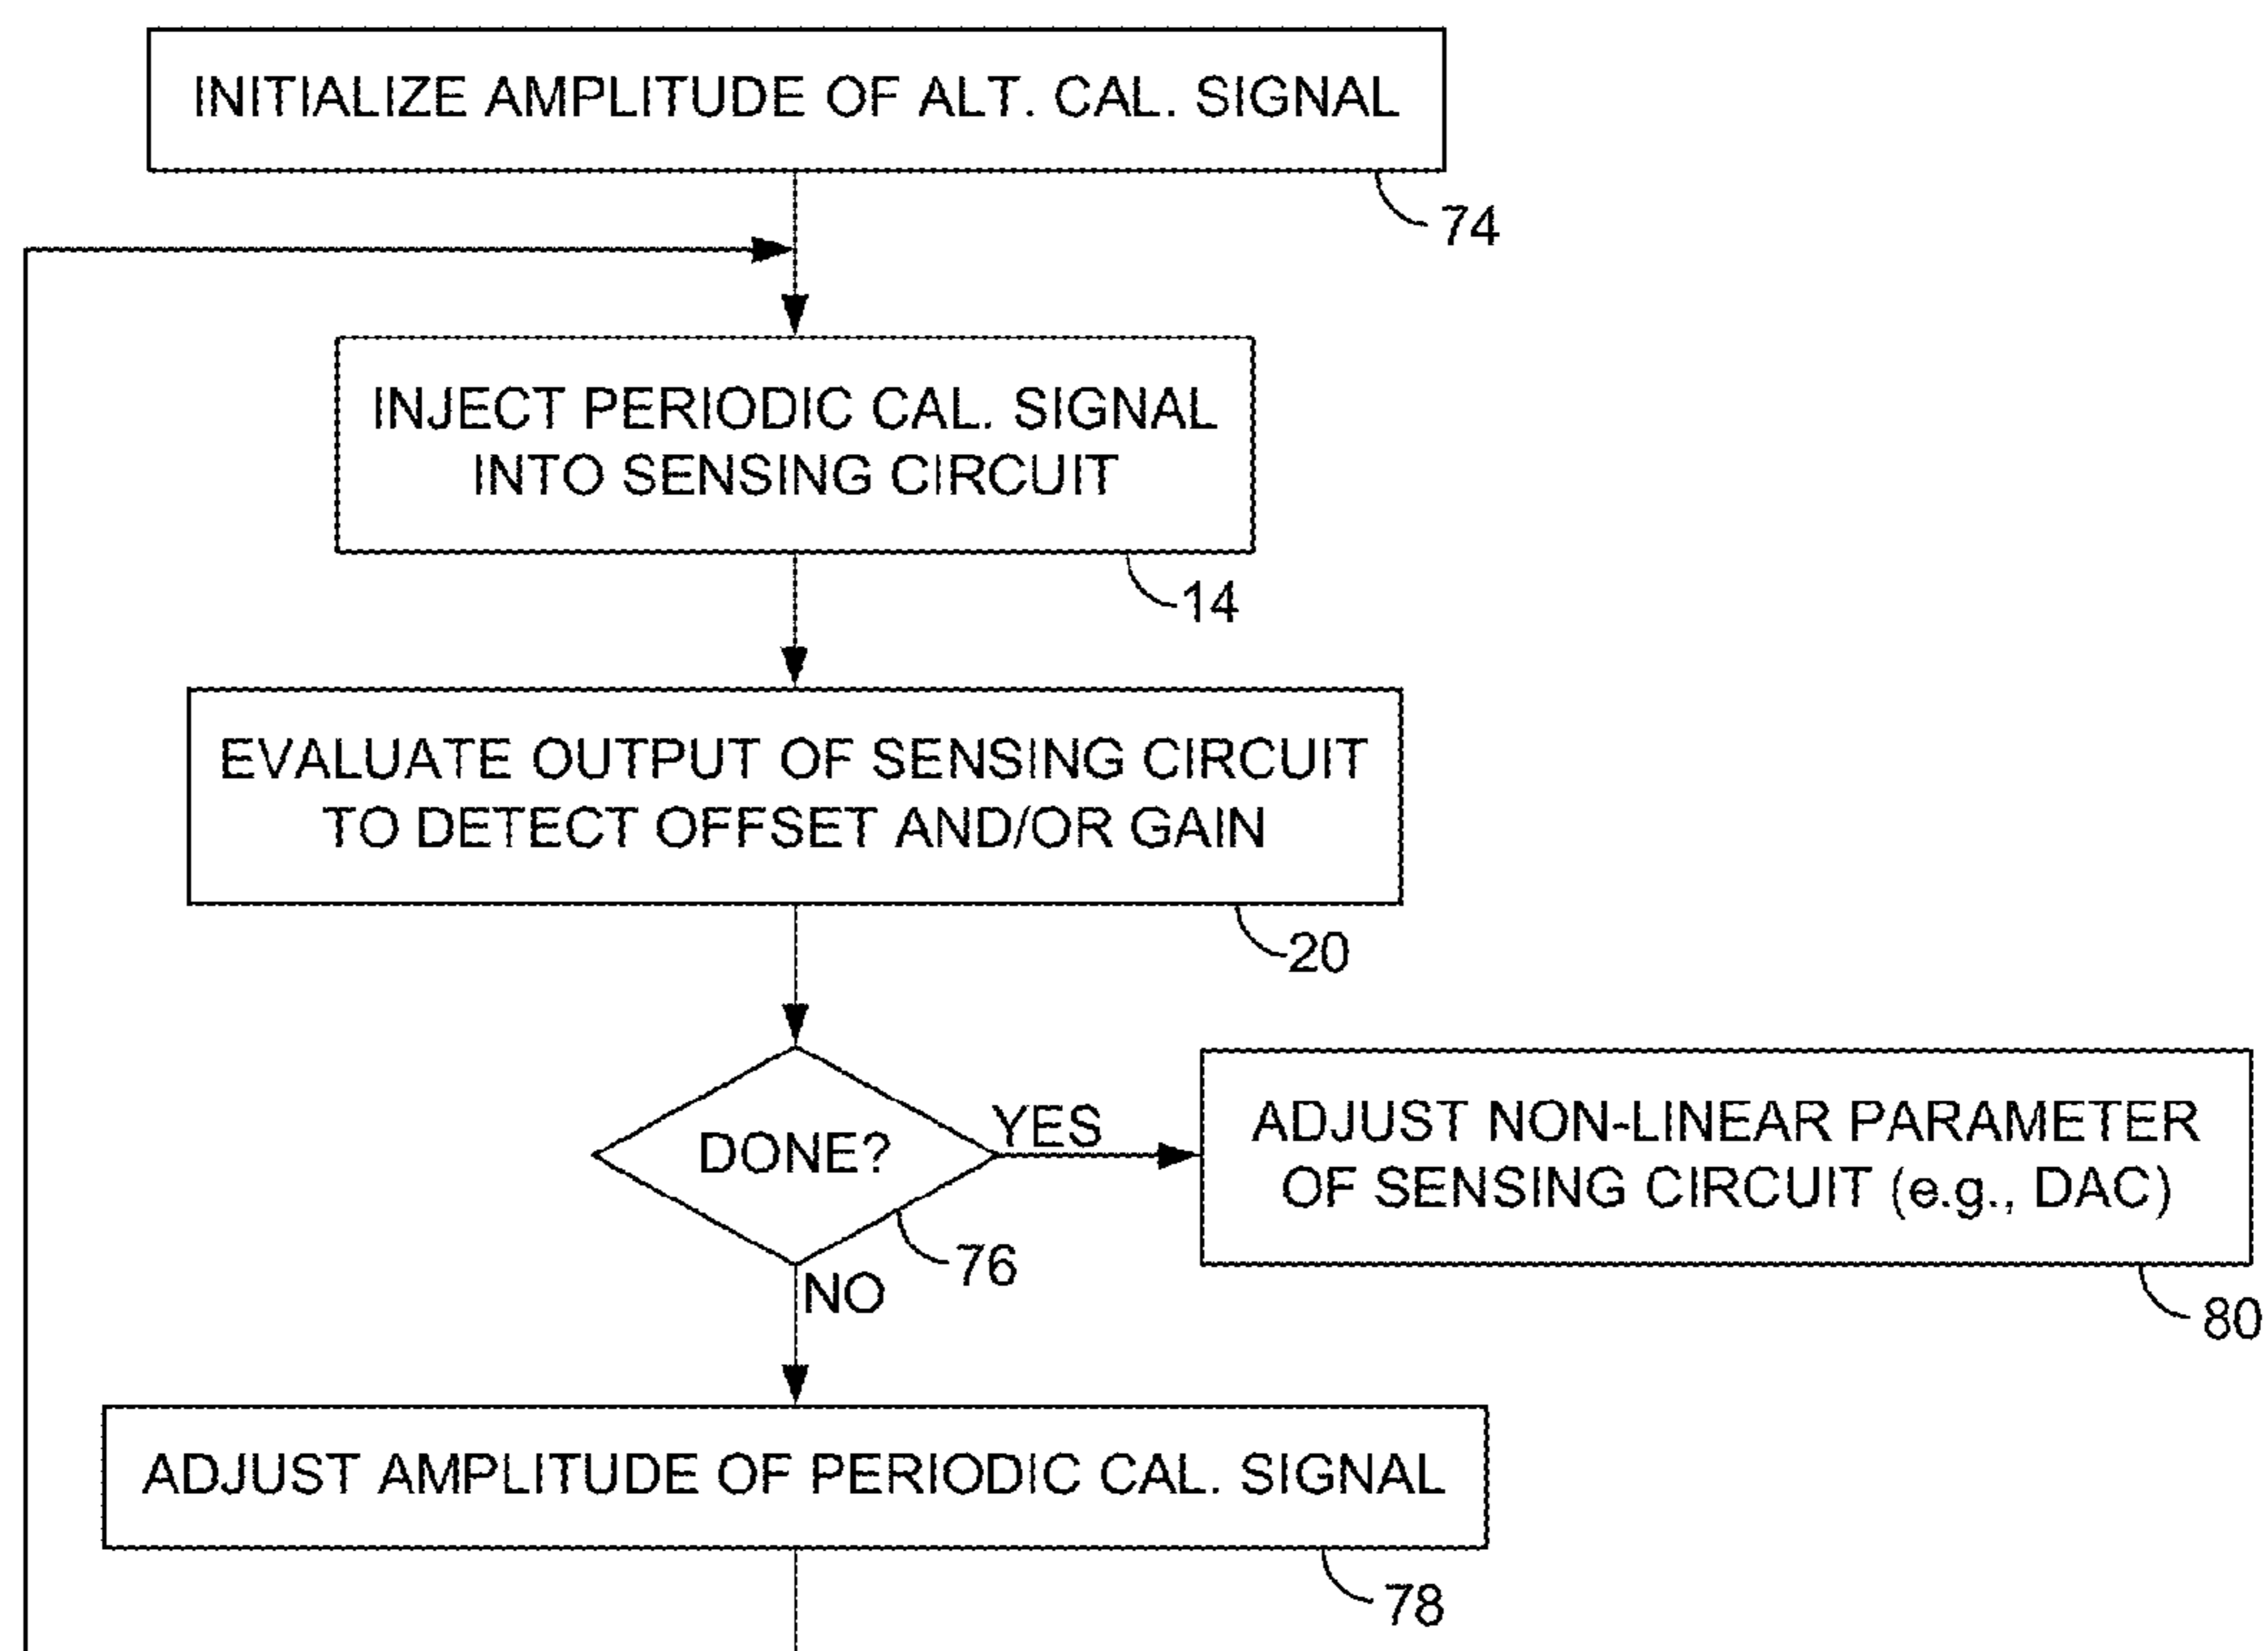 INITIALIZE AMPLITUDE OF ALT. CAL. SIGNAL
74
INJECT PERIODIC CAL. SIGNAL
INTO SENSING CIRCUIT
14
EVALUATE OUTPUT OF SENSING CIRCUIT
TO DETECT OFFSET AND/OR GAIN
20
DONE?
YES
76
NO
ADJUST NON-LINEAR PARAMETER
OF SENSING CIRCUIT (e.g., DAC)
80
ADJUST AMPLITUDE OF PERIODIC CAL. SIGNAL
78